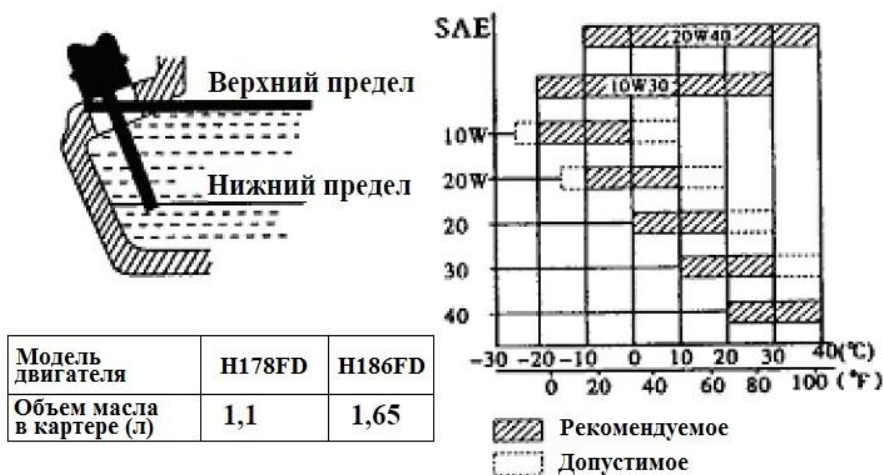 Верхний предел
Нижний предел
Модель двигателя H178FD H186FD
Объем масла в картере (л) 1,1 1,65
SAE
20W40
10W30
10W
20W
20
30
40
-30 -20 -10 0 10 20 30 40(°C)
0 20 40 60 80 100 (°F)
Рекомендуемое
Допустимое